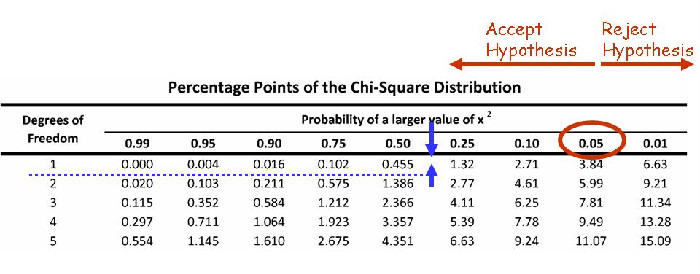 Accept Reject
Hypothesis Hypothesis
Percentage Points of the Chi-Square Distribution
Degrees of Freedom Probability of a larger value of x 2
0.99 0.95 0.90 0.75 0.50 0.25 0.10 0.05 0.01
1 0.000 0.004 0.016 0.102 0.455 1.32 2.71 3.84 6.63
2 0.020 0.103 0.211 0.575 1.386 2.77 4.61 5.99 9.21
3 0.115 0.352 0.584 1.212 2.366 4.11 6.25 7.81 11.34
4 0.297 0.711 1.064 1.923 3.357 5.39 7.78 9.49 13.28
5 0.554 1.145 1.610 2.675 4.351 6.63 9.24 11.07 15.09